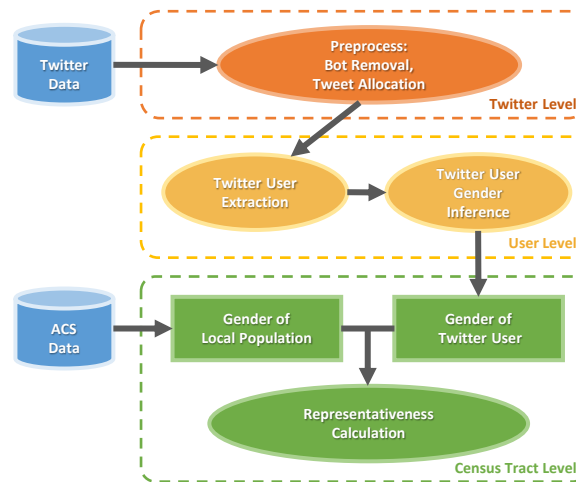 Twitter
Data
Preprocess:
Bot Removal,
Tweet Allocation
Twitter Level
Twitter User
Extraction
Twitter User
Gender
Inference
User Level
ACS
Data
Gender of
Local Population
Gender of
Twitter User
Representativeness
Calculation
Census Tract Level